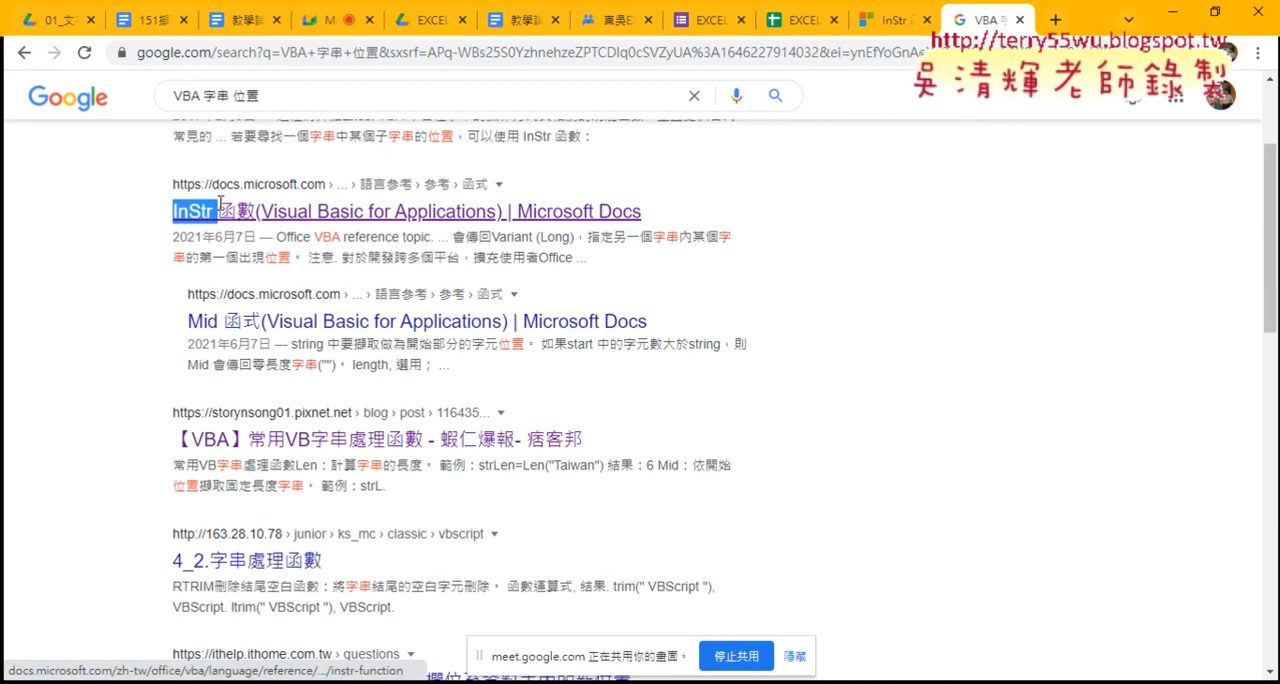 01_文
151擴
教學論
M
EXCEL
教學論
東吳EX
EXCEL
EXCEL
InStr 函
VBA 字
google.com/search?q=VBA+字串+位置&sxsrf=APq-WBs25S0YzhnehzeZPTCDIq0cSVZyUA%3A1646227914032&ei=ynEfYoGnAe
http://terry55wu.blogspot.tw
吳清輝老師錄製
Google
VBA 字串 位置
常見的 ... 若要尋找一個字串中某個子字串的位置，可以使用 InStr 函數：
https://docs.microsoft.com › ... › 語言參考 › 參考 › 函式
InStr 函數(Visual Basic for Applications) | Microsoft Docs
2021年6月7日 — Office VBA reference topic. ... 會傳回Variant (Long)，指定另一個字串內某個字
串的第一個出現位置。 注意. 對於開發跨多個平台，擴充使用者Office ...
https://docs.microsoft.com › ... › 語言參考 › 參考 › 函式
Mid 函式(Visual Basic for Applications) | Microsoft Docs
2021年6月7日 — string 中要擷取做為開始部分的字元位置。 如果start 中的字元數大於string，則
Mid 會傳回零長度字串("")。 length, 選用； ...
https://storynsong01.pixnet.net › blog › post › 116435...
【VBA】常用VB字串處理函數 - 蝦仁爆報- 痞客邦
常用VB字串處理函數Len：計算字串的長度。 範例：strLen=Len("Taiwan") 結果：6 Mid：依開始
位置擷取固定長度字串。 範例：strL.
http://163.28.10.78 › junior › ks_mc › classic › vbscript
4_2.字串處理函數
RTRIM刪除結尾空白函數：將字串結尾的空白字元刪除。 函數運算式, 結果. trim(" VBScript "),
VBScript. ltrim(" VBScript "), VBScript.
https://ithelp.ithome.com.tw › questions
meet.google.com 正在共用你的畫面。
停止共用
隱藏
docs.microsoft.com/zh-tw/office/vba/language/reference/.../instr-function